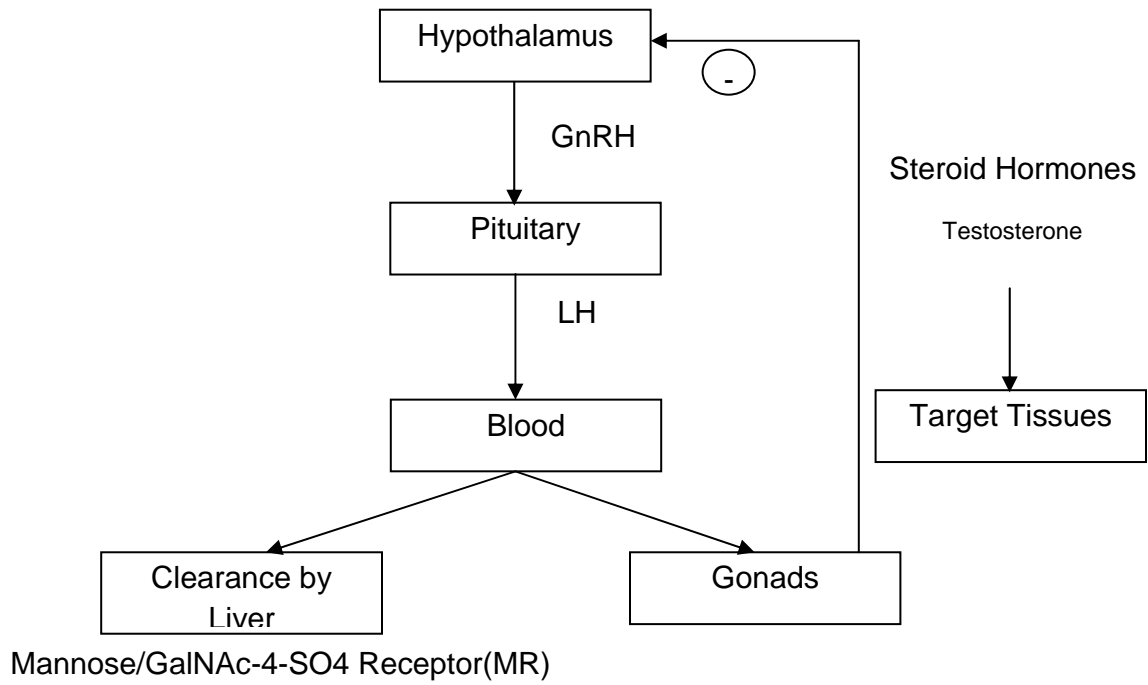 Hypothalamus
-
GnRH
Steroid Hormones
Testosterone
Pituitary
LH
Blood
Target Tissues
Clearance by
Liver
Gonads
Mannose/GalNAc-4-SO4 Receptor(MR)